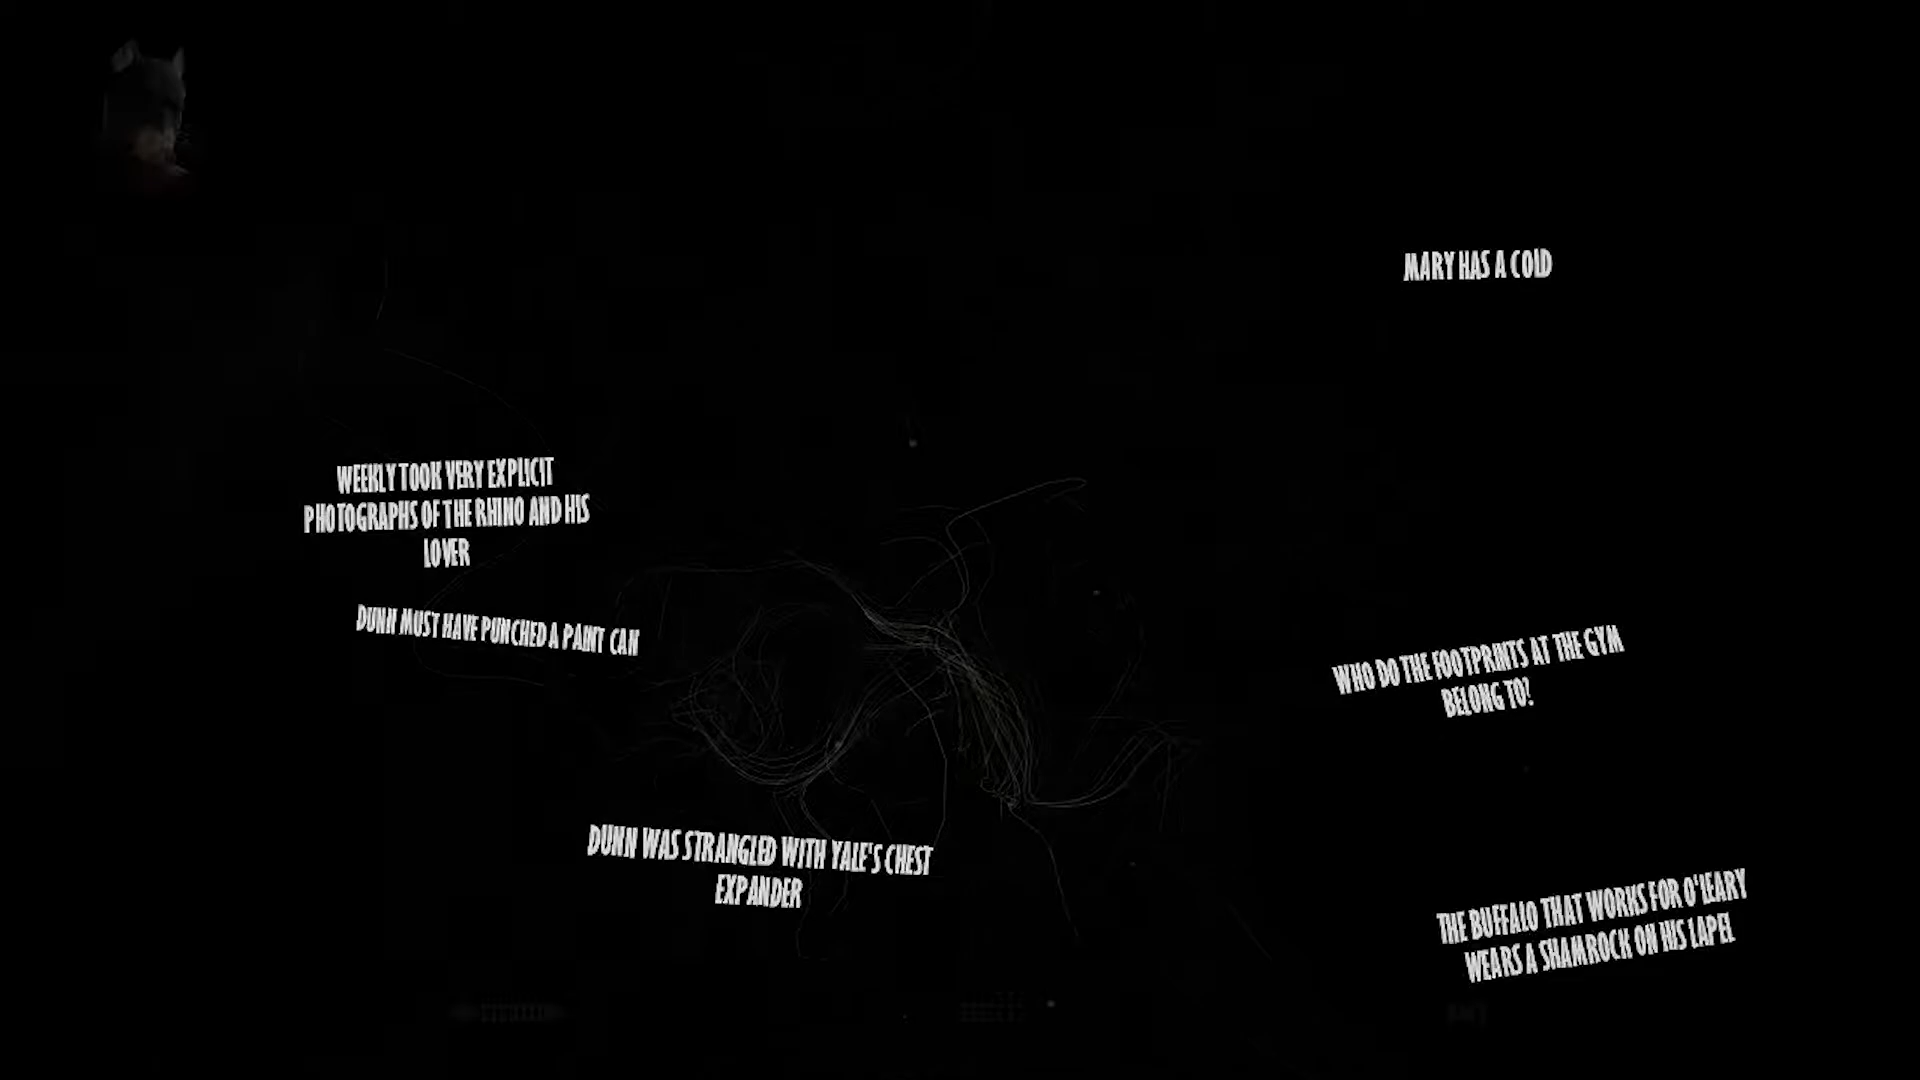 MARY HAS A COLD
WEEKLY TOOK VERY EXPLICIT
PHOTOGRAPHS OF THE RHINO AND HIS
LOVER
DUNN MUST HAVE PUNCHED A PAINT CAN
WHO DO THE FOOTPRINTS AT THE GYM
BELONG TO?
DUNN WAS STRANGLED WITH YALE'S CHEST
EXPANDER
THE BUFFALO THAT WORKS FOR O'LEARY
WEARS A SHAMROCK ON HIS LAPEL